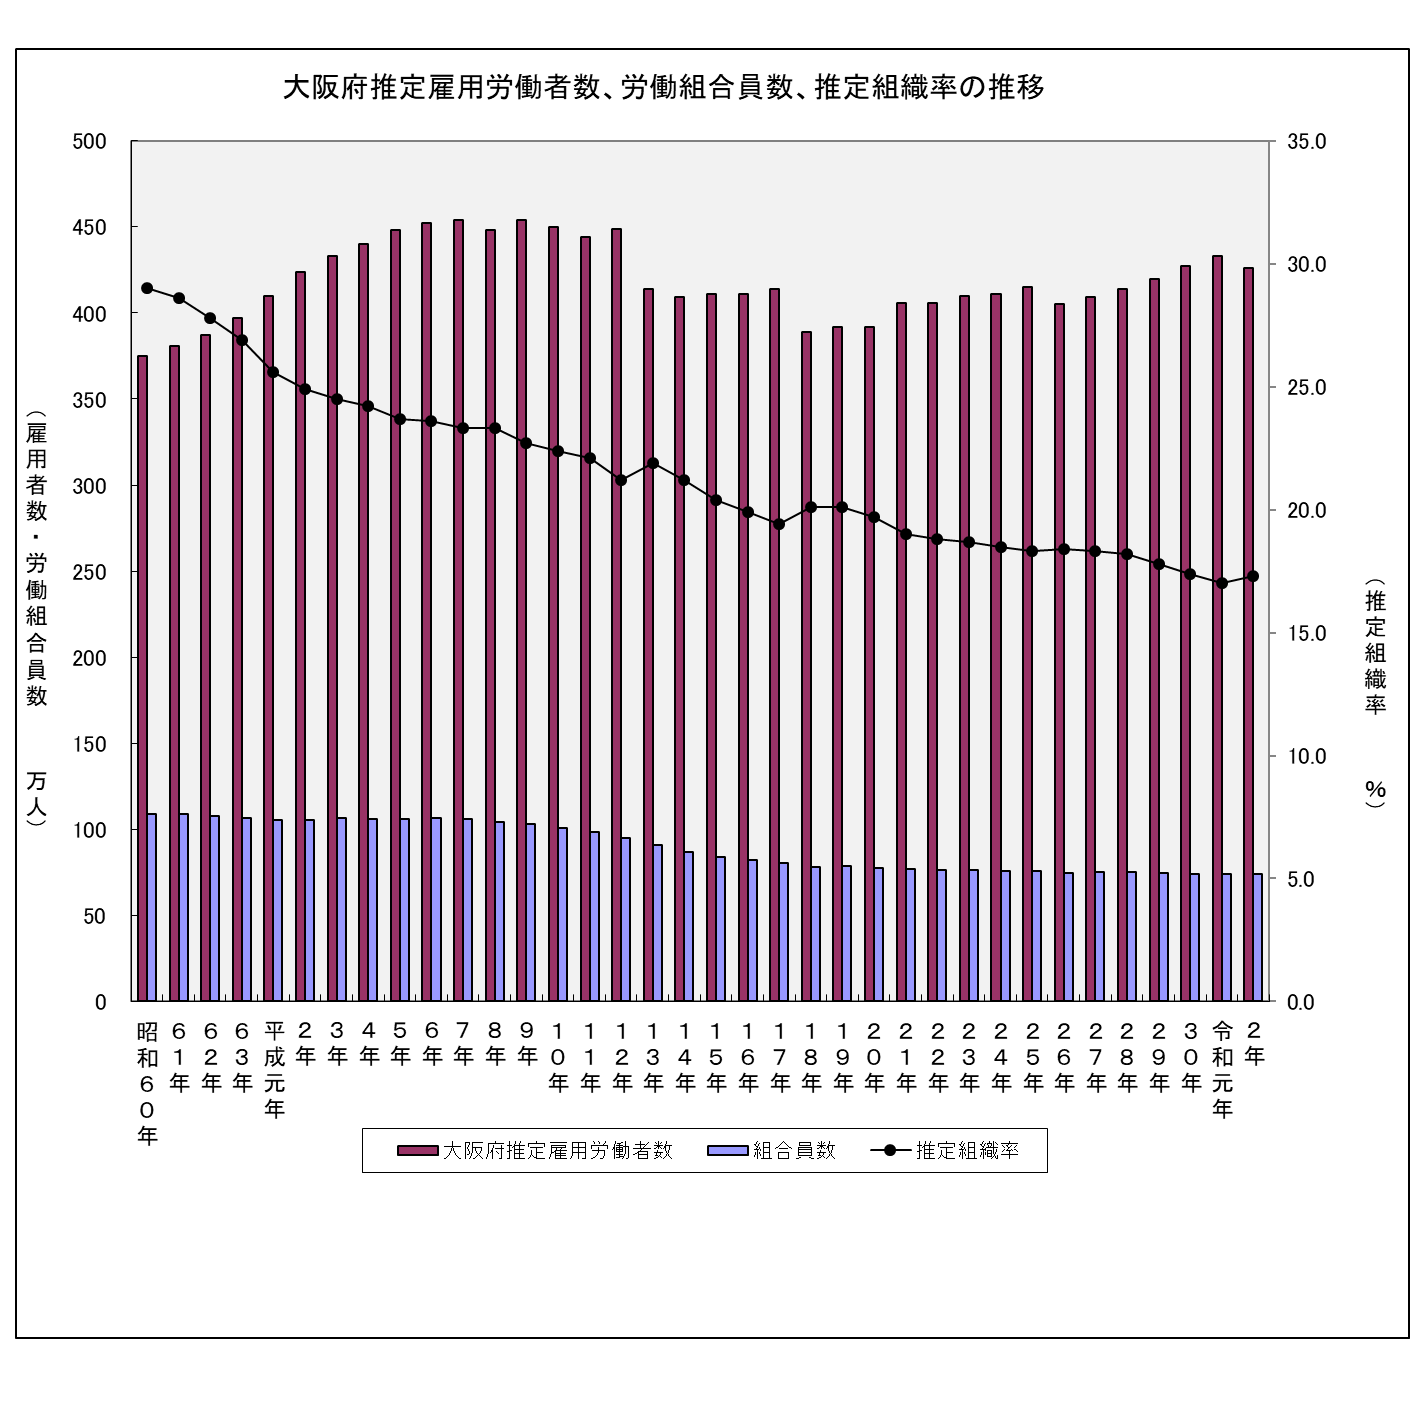 大阪府推定雇用労働者数、労働組合員数、推定組織率の推移
500
450
400
350
300
250
200
150
100
50
0
35.0
30.0
25.0
20.0
15.0
10.0
5.0
0.0
（雇用者数・労働組合員数　万人）
（推定組織率　％）
昭和６０年
６１年
６２年
６３年
平成元年
２年
３年
４年
５年
６年
７年
８年
９年
１０年
１１年
１２年
１３年
１４年
１５年
１６年
１７年
１８年
１９年
２０年
２１年
２２年
２３年
２４年
２５年
２６年
２７年
２８年
２９年
３０年
令和元年
２年
大阪府推定雇用労働者数
組合員数
推定組織率